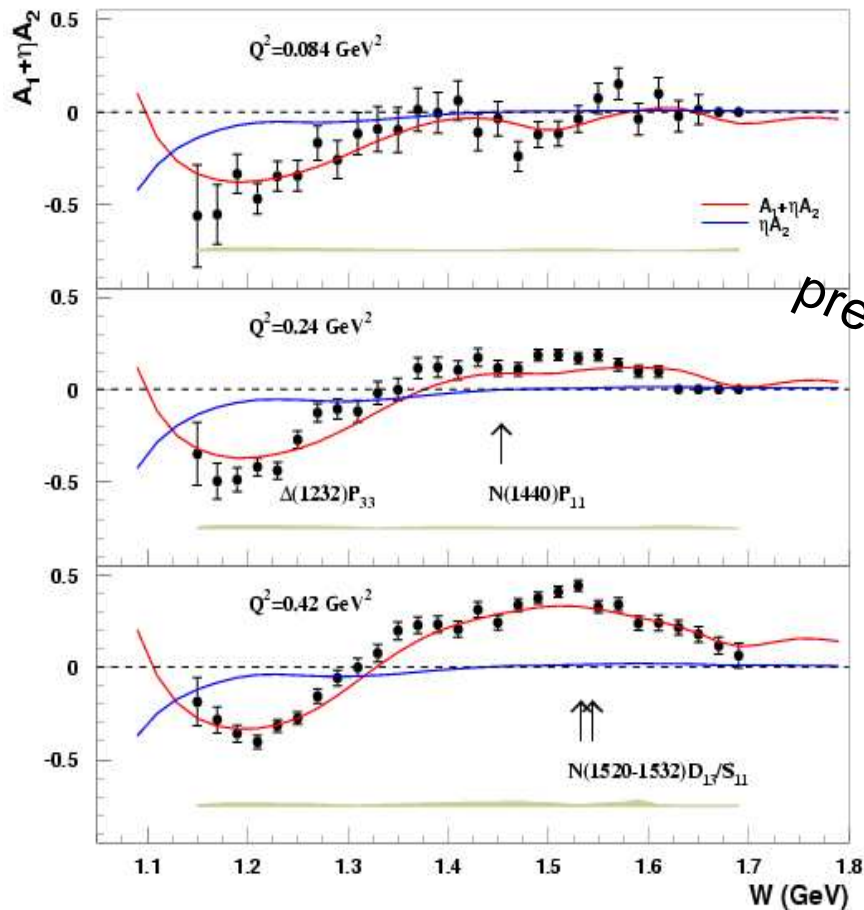 A₁+ηA₂
0.5
Q²=0.084 GeV²
0
-0.5
A₁+ηA₂
ηA₂
pre
0.5
Q²=0.24 GeV²
0
-0.5
Δ(1232)P₃₃
N(1440)P₁₁
0.5
Q²=0.42 GeV²
0
-0.5
N(1520-1532)D₁₃/S₁₁
1.1 1.2 1.3 1.4 1.5 1.6 1.7 1.8
W (GeV)